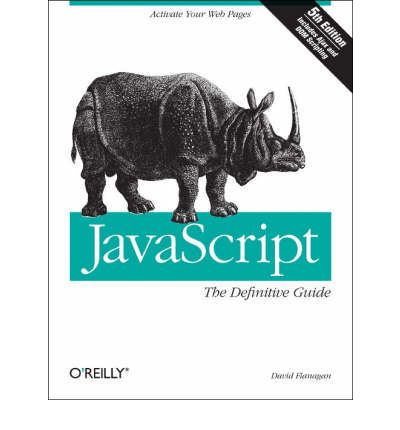 Activate Your Web Pages
5th Edition
Includes Ajax and
DOM Scripting
JavaScript
The Definitive Guide
O'REILLY®
David Flanagan